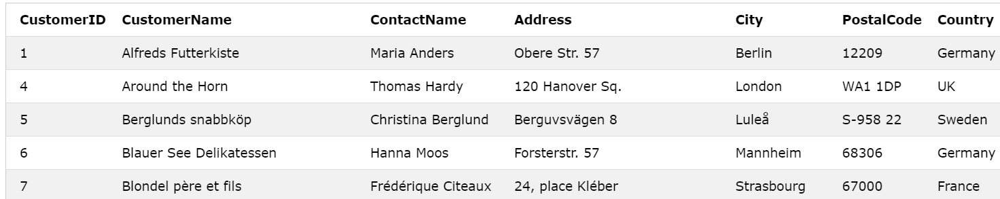 CustomerID CustomerName ContactName Address City PostalCode Country
1 Alfreds Futterkiste Maria Anders Obere Str. 57 Berlin 12209 Germany
4 Around the Horn Thomas Hardy 120 Hanover Sq. London WA1 1DP UK
5 Berglunds snabbköp Christina Berglund Berguvsvägen 8 Luleå S-958 22 Sweden
6 Blauer See Delikatessen Hanna Moos Forsterstr. 57 Mannheim 68306 Germany
7 Blondel père et fils Frédérique Citeaux 24, place Kléber Strasbourg 67000 France